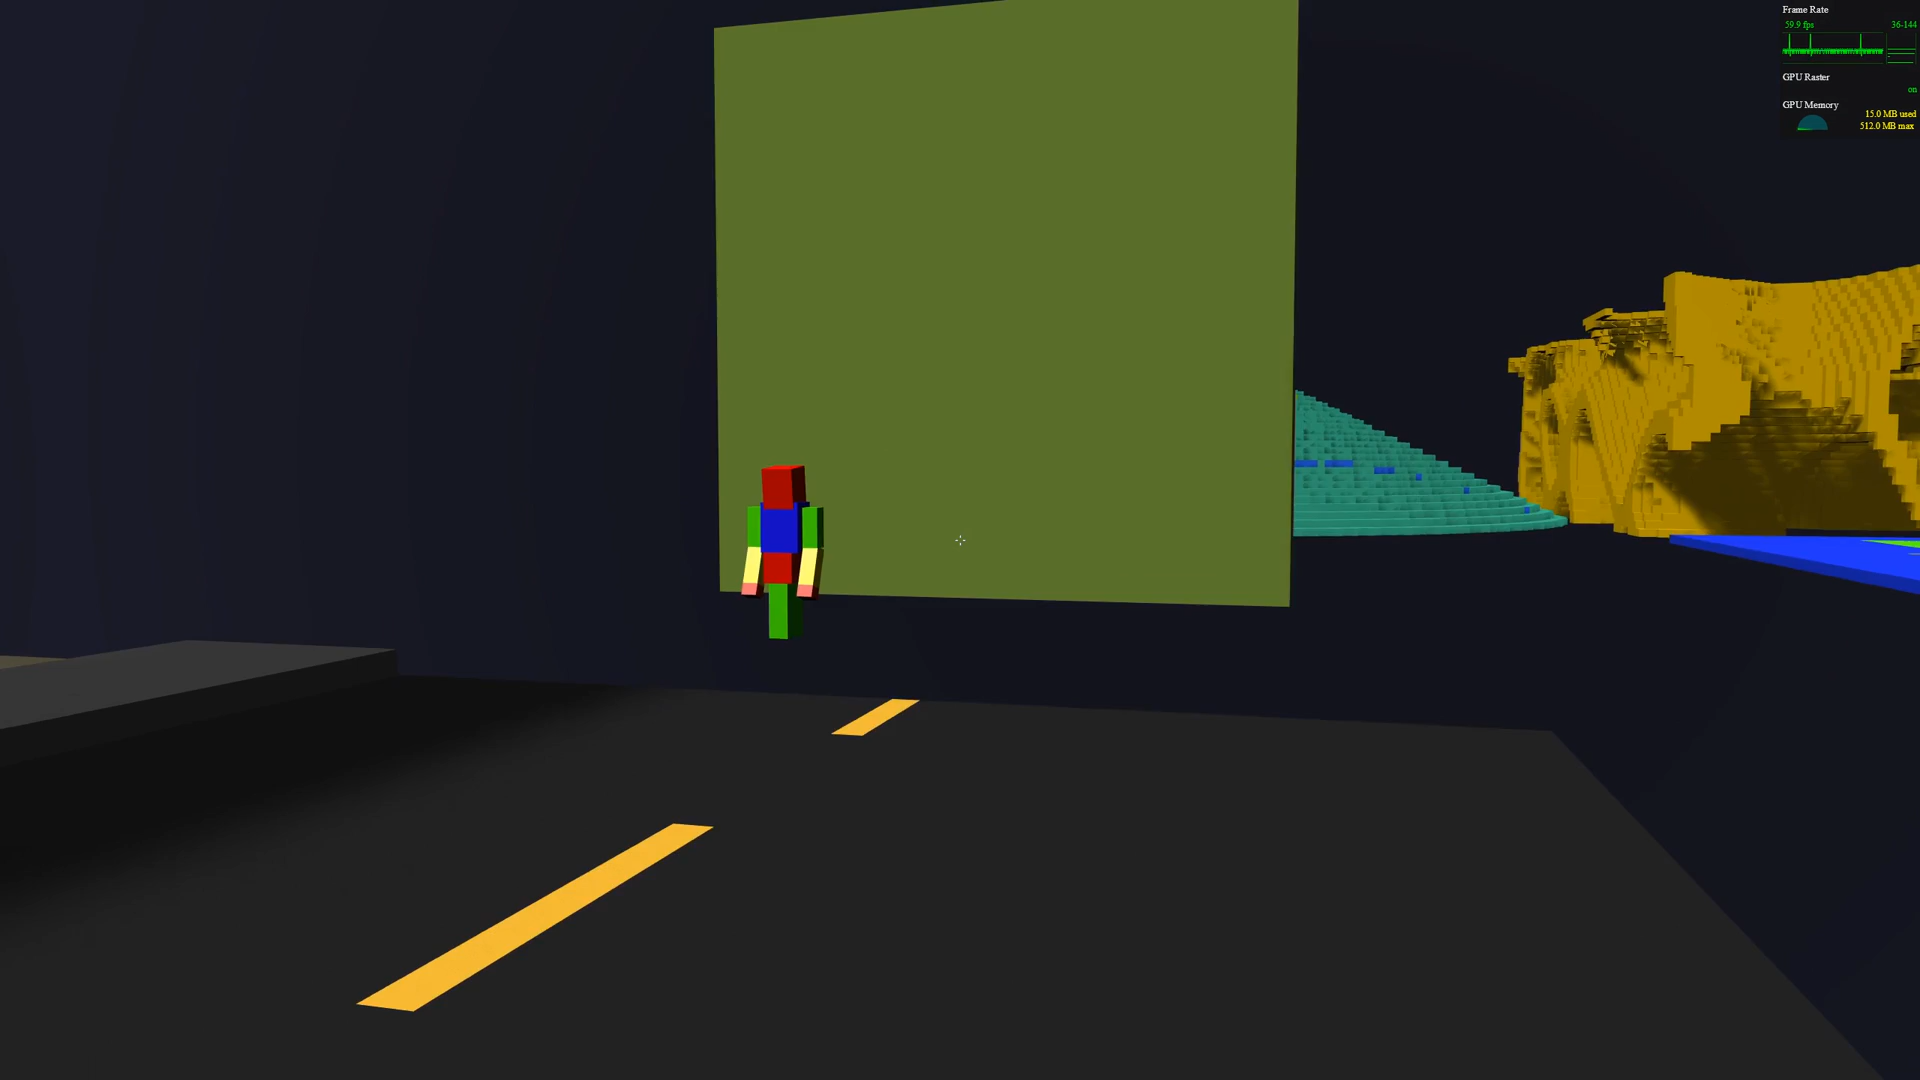 Frame Rate
59.9 fps 36-144
GPU Raster
on
GPU Memory
15.0 MB used
512.0 MB max